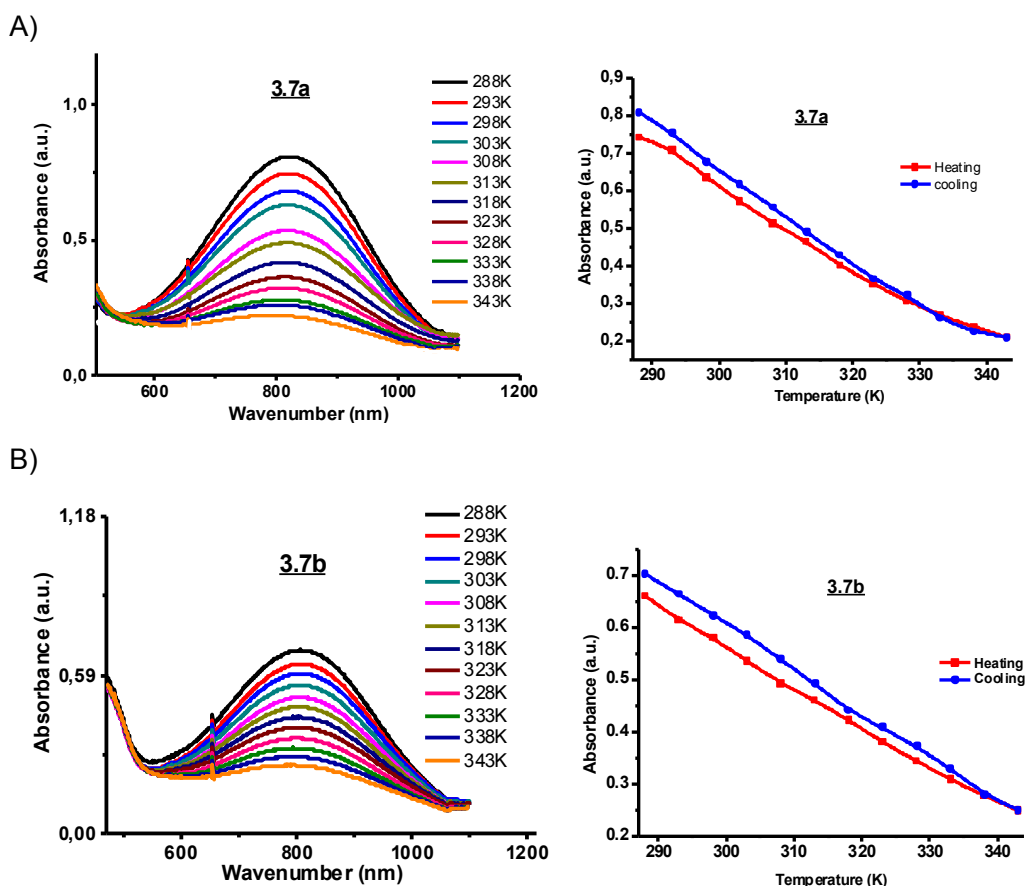 A)
3.7a
288K
293K
298K
303K
308K
313K
318K
323K
328K
333K
338K
343K
1,0
0,5
0,0
600
800
1000
1200
Absorbance (a.u.)
Wavenumber (nm)
3.7a
Heating
cooling
0,9
0,8
0,7
0,6
0,5
0,4
0,3
0,2
290
300
310
320
330
340
Absorbance (a.u.)
Temperature (K)
B)
3.7b
288K
293K
298K
303K
308K
313K
318K
323K
328K
333K
338K
343K
1,18
0,59
0,00
600
800
1000
1200
Absorbance (a.u.)
Wavenumber (nm)
3.7b
Heating
Cooling
0.7
0.6
0.5
0.4
0.3
0.2
290
300
310
320
330
340
Absorbance (a.u.)
Temperature (K)